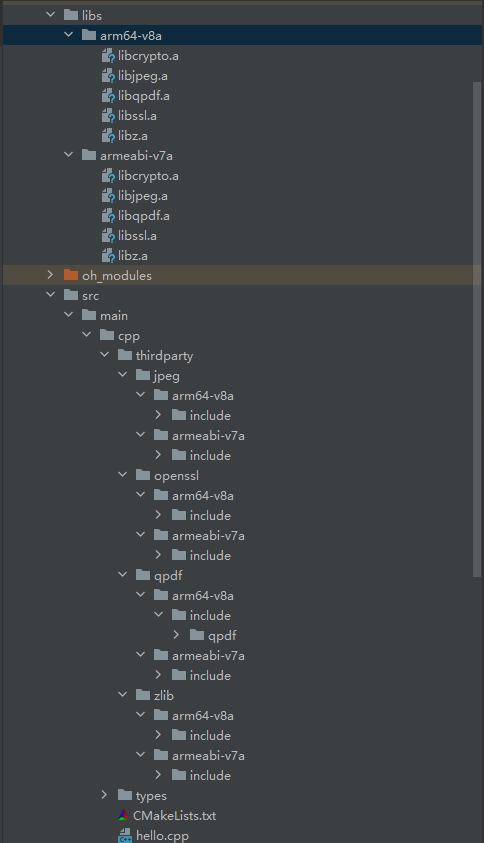 libs
arm64-v8a
libcrypto.a
libjpeg.a
libqpdf.a
libssl.a
libz.a
armeabi-v7a
libcrypto.a
libjpeg.a
libqpdf.a
libssl.a
libz.a
oh_modules
src
main
cpp
thirdparty
jpeg
arm64-v8a
include
armeabi-v7a
include
openssl
arm64-v8a
include
armeabi-v7a
include
qpdf
arm64-v8a
include
qpdf
armeabi-v7a
include
zlib
arm64-v8a
include
armeabi-v7a
include
types
CMakeLists.txt
hello.cpp